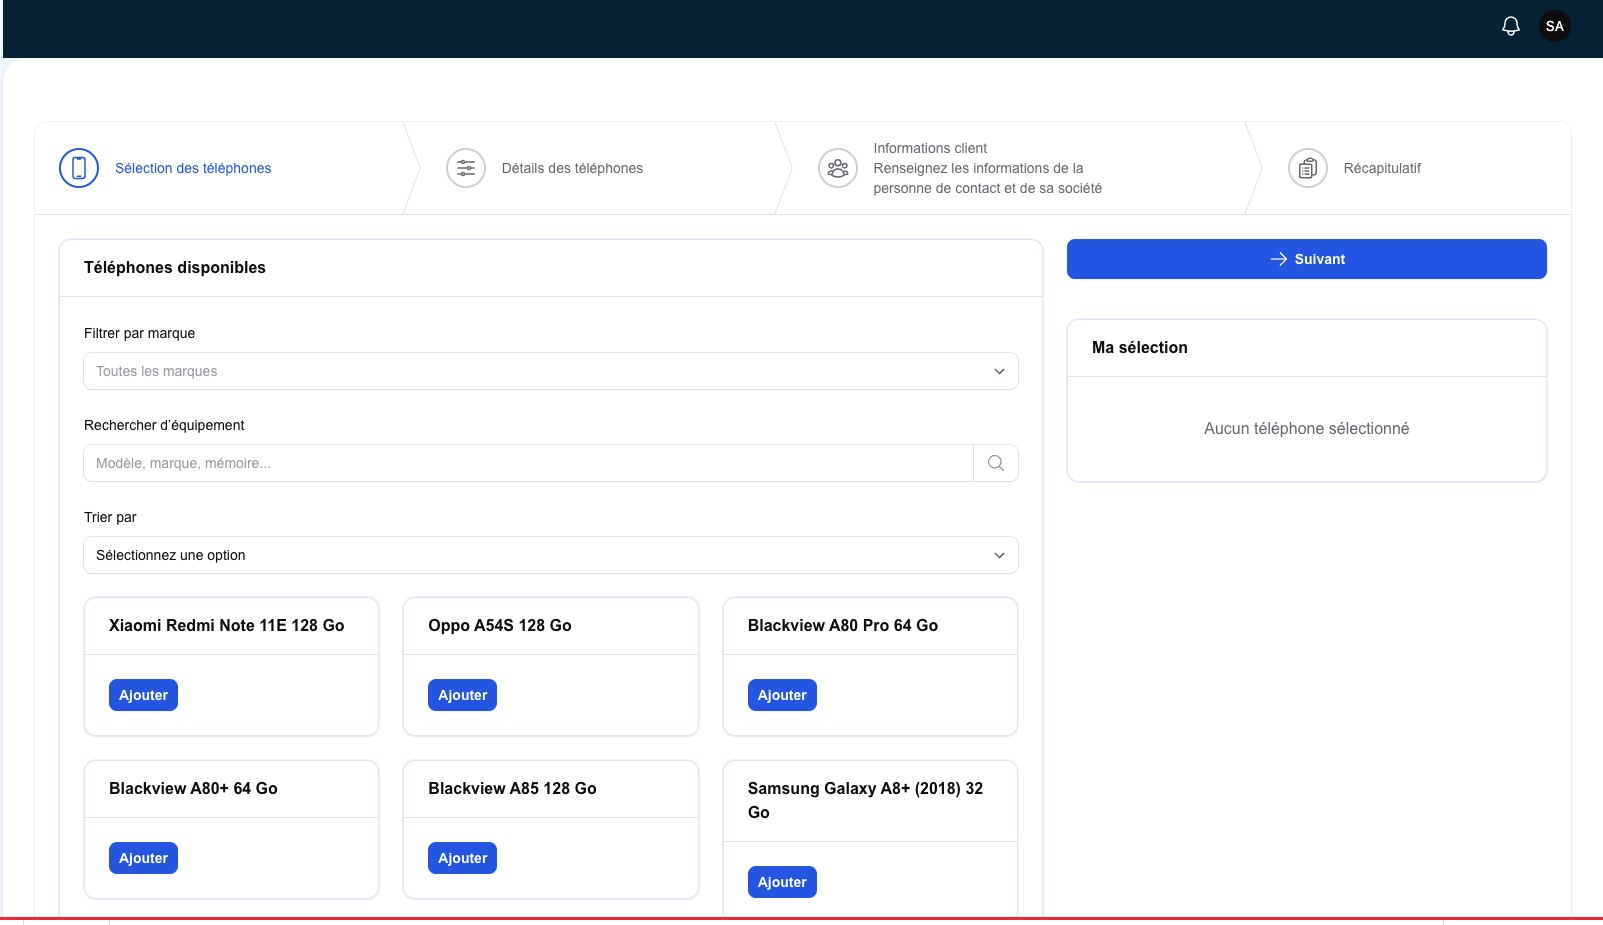 SA
Sélection des téléphones
Détails des téléphones
Informations client
Renseignez les informations de la
personne de contact et de sa société
Récapitulatif
Téléphones disponibles
Filtrer par marque
Toutes les marques
Rechercher d'équipement
Modèle, marque, mémoire...
Trier par
Sélectionnez une option
Xiaomi Redmi Note 11E 128 Go
Ajouter
Oppo A54S 128 Go
Ajouter
Blackview A80 Pro 64 Go
Ajouter
Blackview A80+ 64 Go
Ajouter
Blackview A85 128 Go
Ajouter
Samsung Galaxy A8+ (2018) 32
Go
Ajouter
Suivant
Ma sélection
Aucun téléphone sélectionné